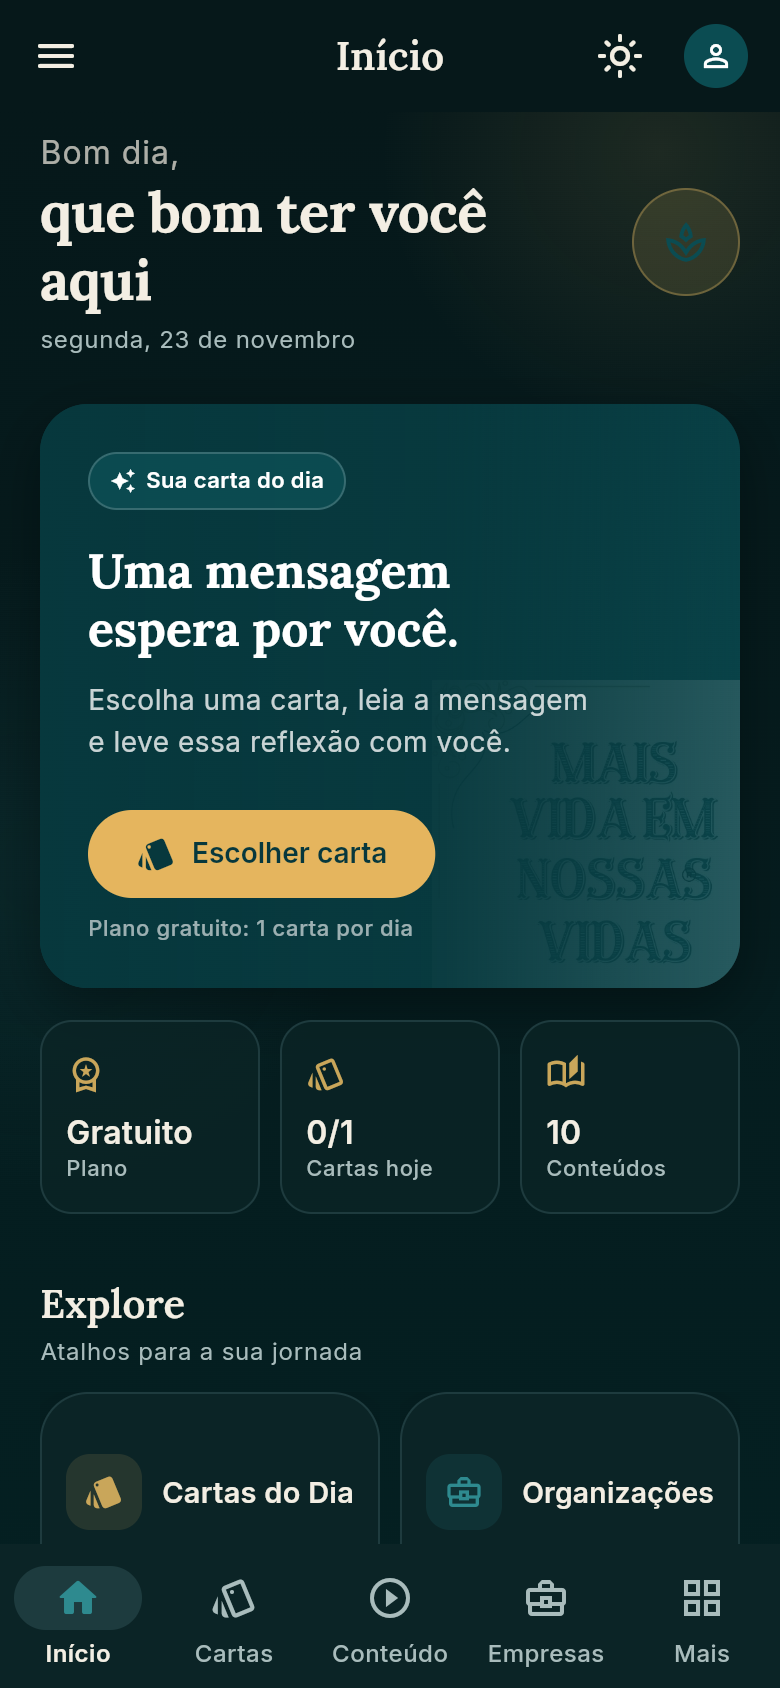 Início
Bom dia,
que bom ter você
aqui
segunda, 23 de novembro
Sua carta do dia
Uma mensagem
espera por você.
Escolha uma carta, leia a mensagem
e leve essa reflexão com você.
MAIS
VIDA EM
NOSSAS
VIDAS
Escolher carta
Plano gratuito: 1 carta por dia
Gratuito
Plano
0/1
Cartas hoje
10
Conteúdos
Explore
Atalhos para a sua jornada
Cartas do Dia
Organizações
Início
Cartas
Conteúdo
Empresas
Mais